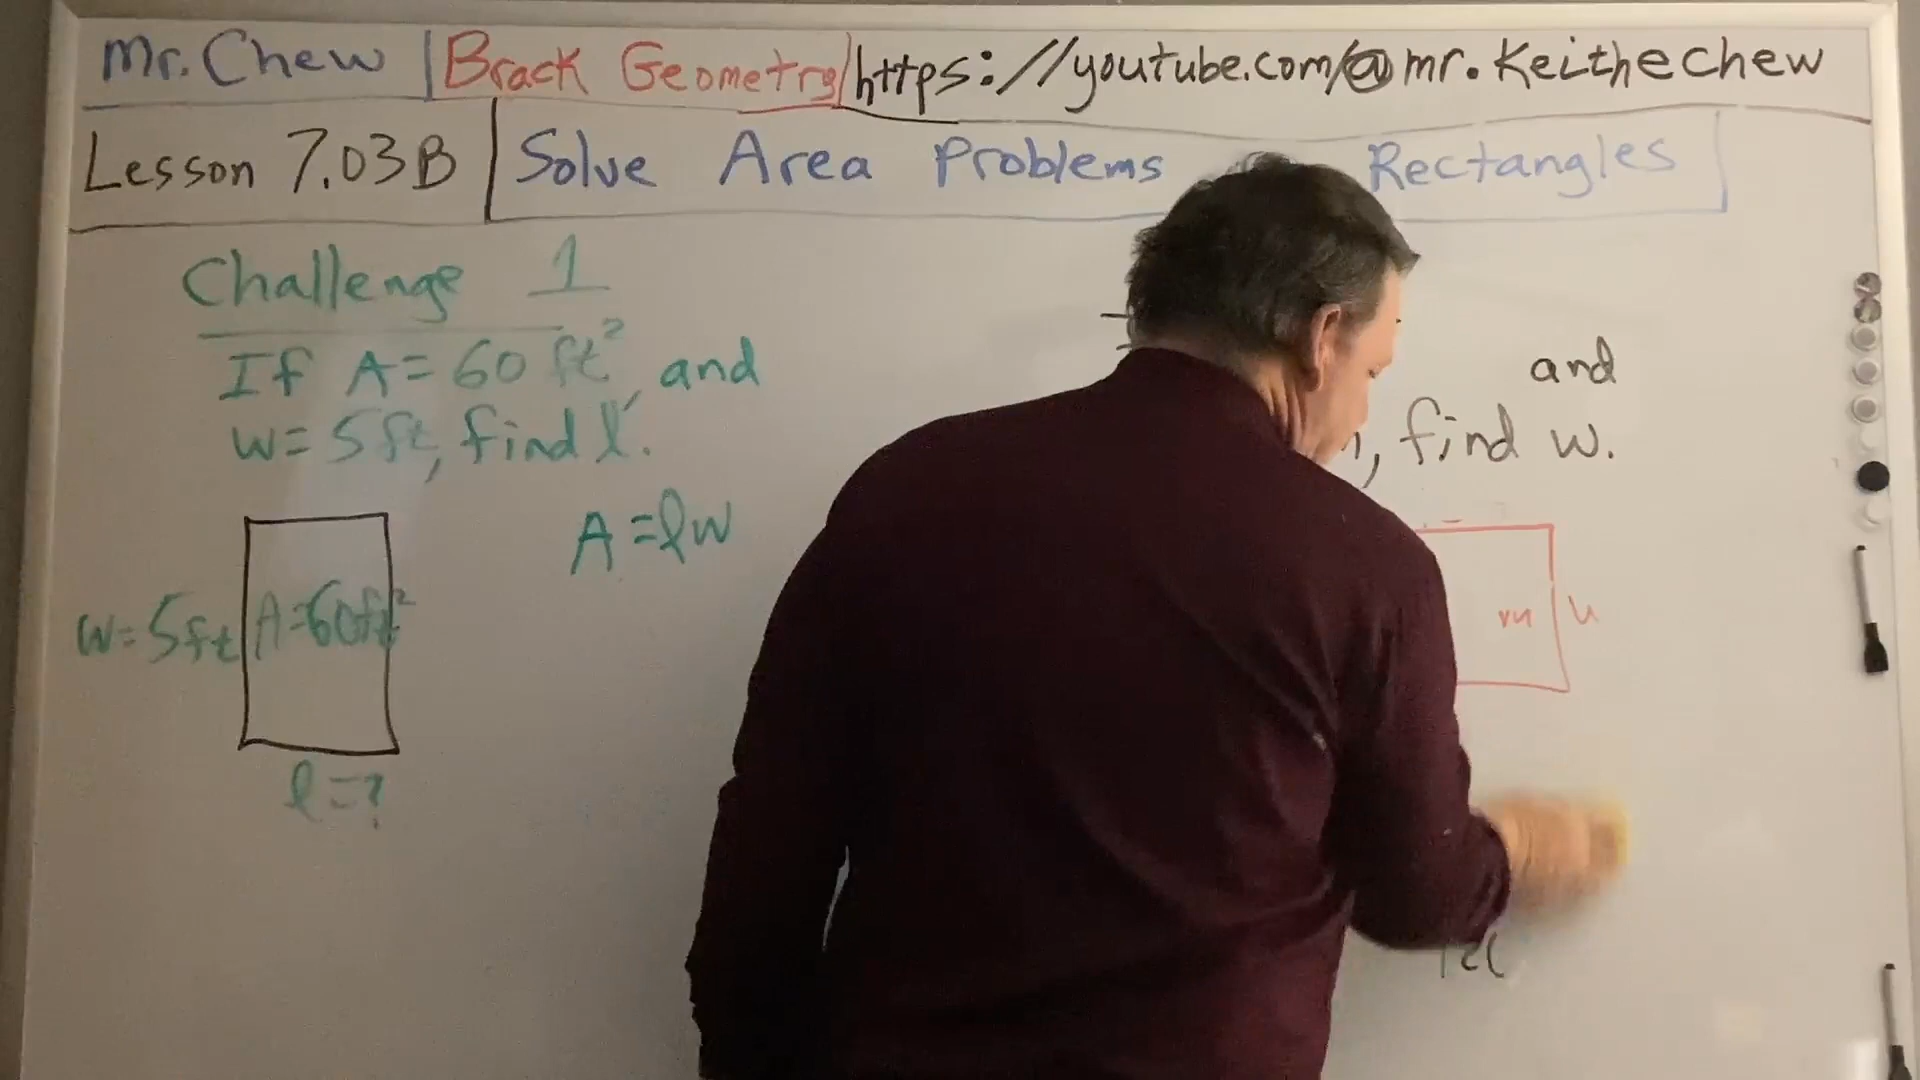 Mr. Chew | Brack Geometry | https://youtube.com/@mr.Keithechew
Lesson 7.03B | Solve Area Problems Rectangles
Challenge 1
If A=60 ft², and
w=5ft, find l.
A=lw
w=5ft
A=60ft²
l=?
and
, find w.